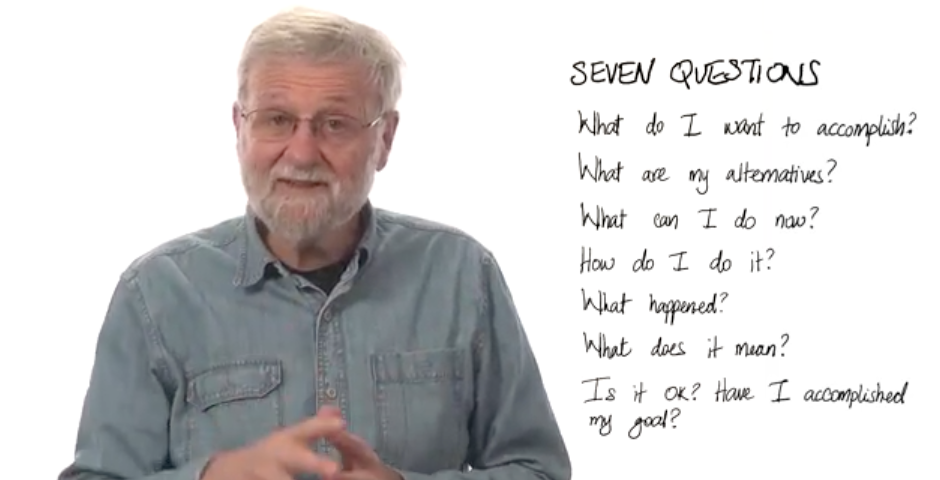 SEVEN QUESTIONS
What do I want to accomplish?
What are my alternatives?
What can I do now?
How do I do it?
What happened?
What does it mean?
Is it OK? Have I accomplished
my goal?